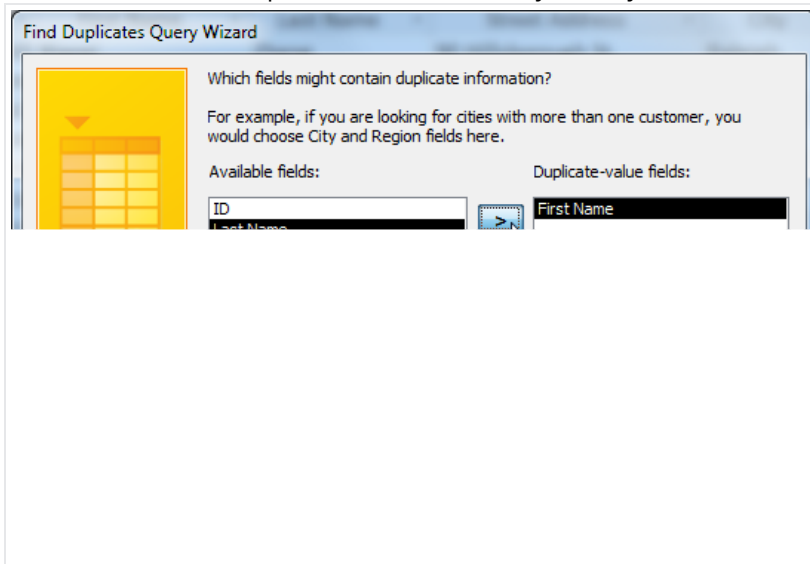 Find Duplicates Query Wizard
Which fields might contain duplicate information?
For example, if you are looking for cities with more than one customer, you
would choose City and Region fields here.
Available fields: Duplicate-value fields:
ID > First Name
Last Name